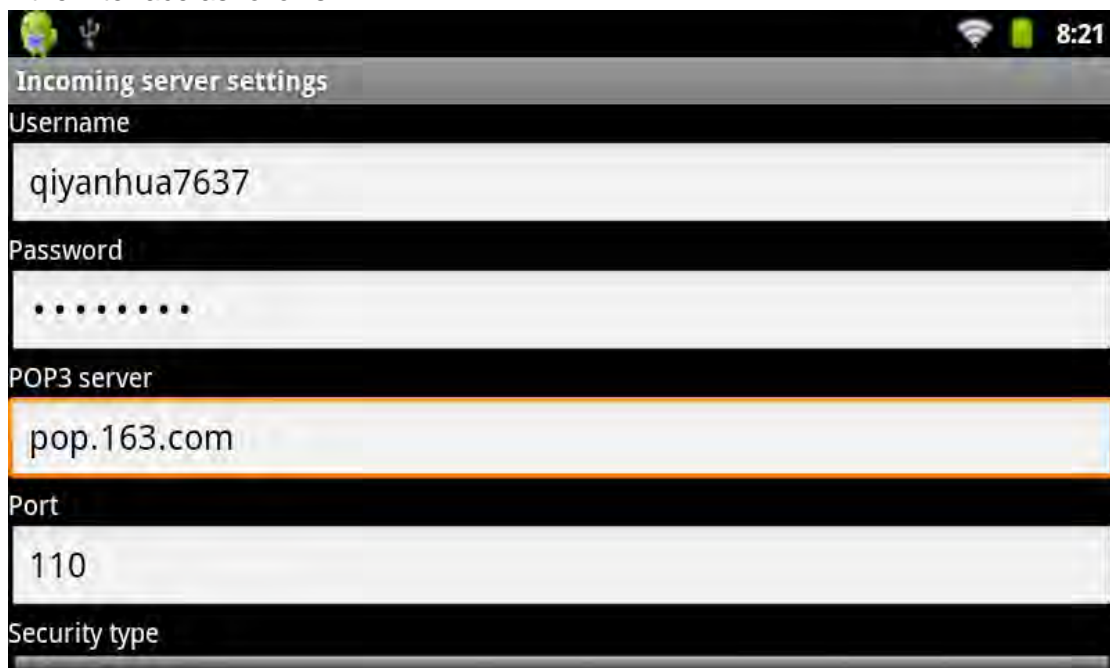 8:21
Incoming server settings
Username
qiyanhua7637
Password
••••••••
POP3 server
pop.163.com
Port
110
Security type